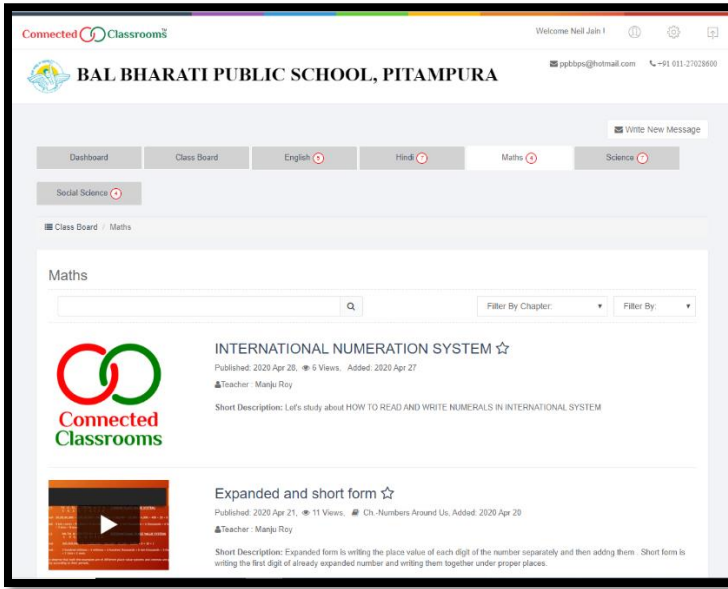 Connected Classrooms™
Welcome Neil Jain !
BAL BHARATI PUBLIC SCHOOL, PITAMPURA
ppbbps@hotmail.com +91 011-27028600
Write New Message
Dashboard Class Board English 5 Hindi 7 Maths Science 7
Social Science 4
Class Board / Maths
Maths
Filter By Chapter: Filter By:
INTERNATIONAL NUMERATION SYSTEM
Published: 2020 Apr 28, 6 Views, Added: 2020 Apr 27
Teacher : Manju Roy
Short Description: Let's study about HOW TO READ AND WRITE NUMERALS IN INTERNATIONAL SYSTEM
Connected
Classrooms
Expanded and short form
Published: 2020 Apr 21, 11 Views, Ch.-Numbers Around Us, Added: 2020 Apr 20
Teacher : Manju Roy
Short Description: Expanded form is writing the place value of each digit of the number separately and then addng them . Short form is
writing the first digit of already expanded number and writing them together under proper places.